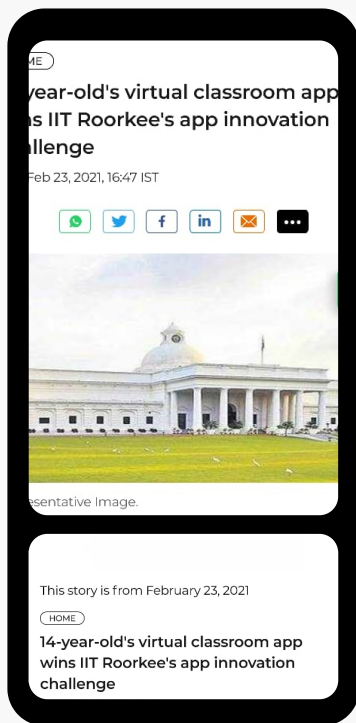 ME
year-old's virtual classroom app
ns IIT Roorkee's app innovation
allenge
Feb 23, 2021, 16:47 IST
esentative Image.
This story is from February 23, 2021
HOME
14-year-old's virtual classroom app
wins IIT Roorkee's app innovation
challenge